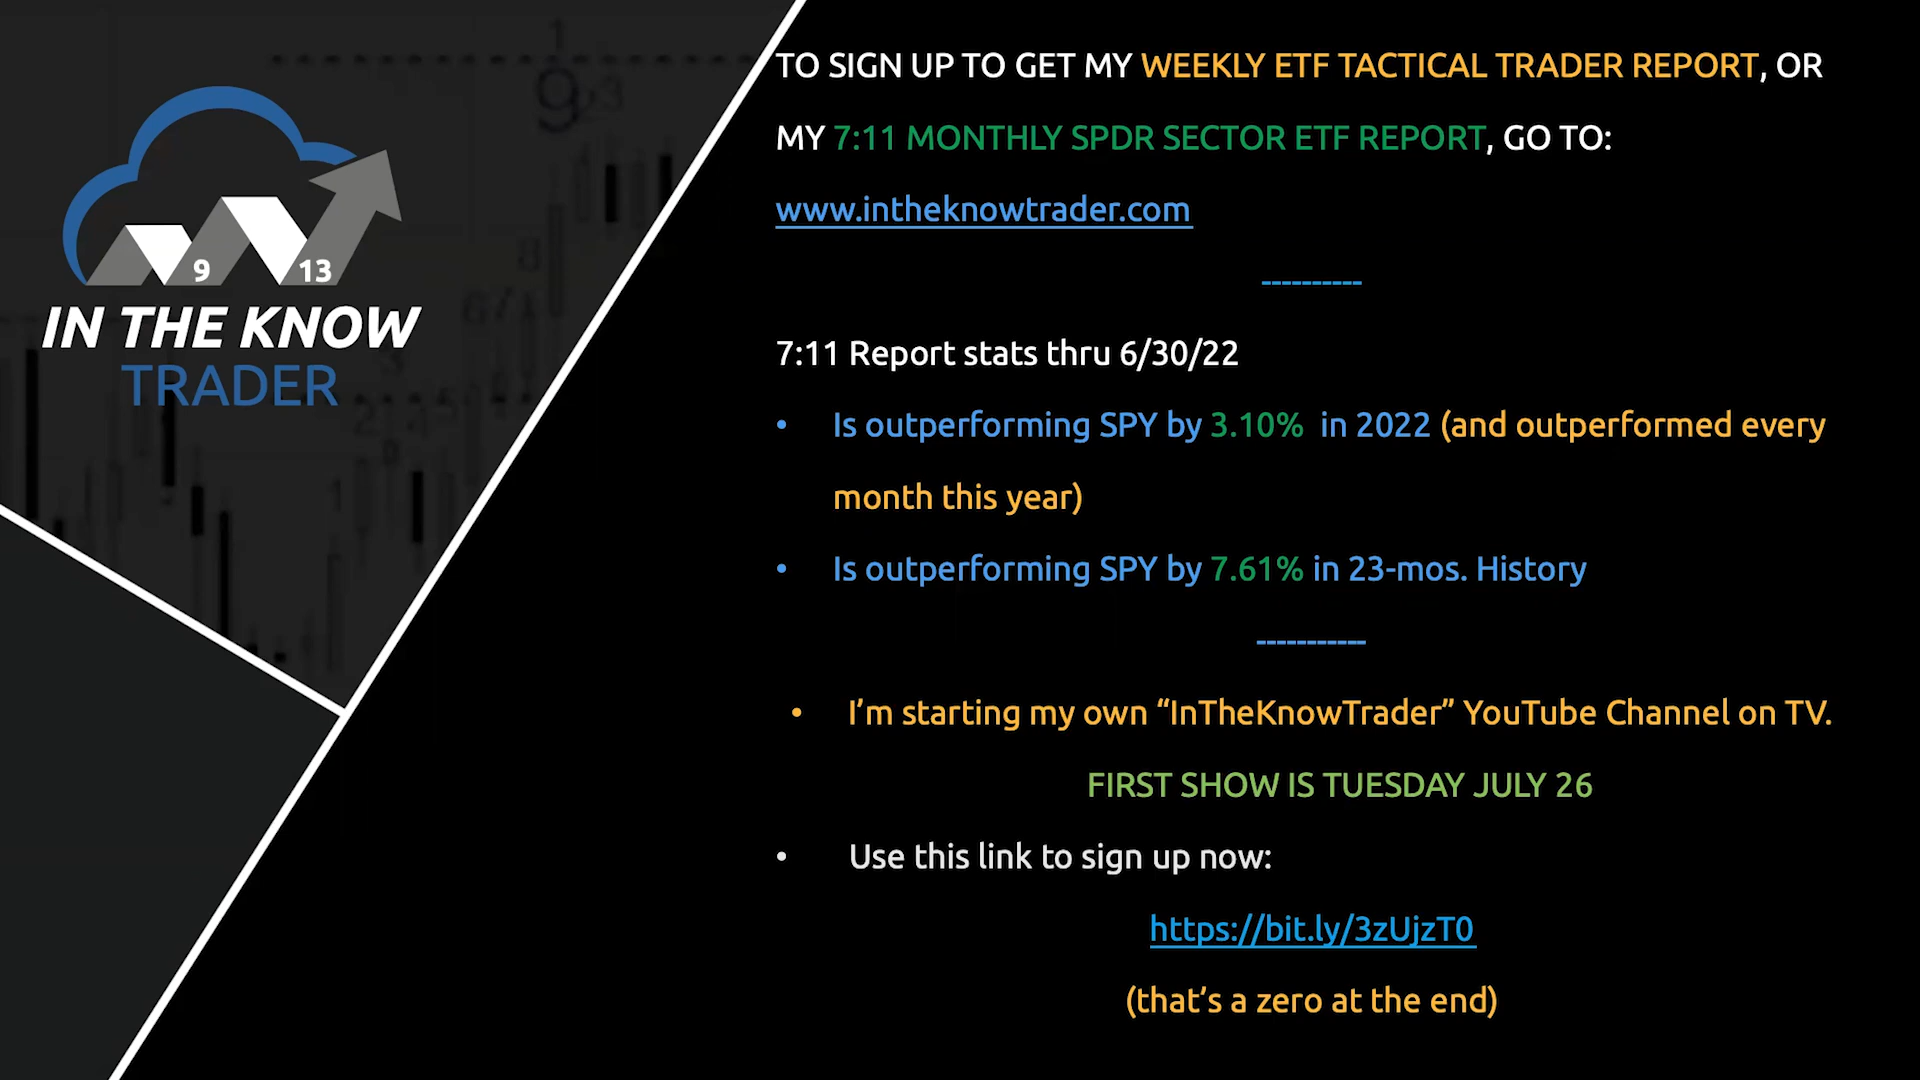 9 13
IN THE KNOW
TRADER
TO SIGN UP TO GET MY WEEKLY ETF TACTICAL TRADER REPORT, OR
MY 7:11 MONTHLY SPDR SECTOR ETF REPORT, GO TO:
www.intheknowtrader.com
----------
7:11 Report stats thru 6/30/22
• Is outperforming SPY by 3.10% in 2022 (and outperformed every
month this year)
• Is outperforming SPY by 7.61% in 23-mos. History
-----------
• I’m starting my own “InTheKnowTrader” YouTube Channel on TV.
FIRST SHOW IS TUESDAY JULY 26
• Use this link to sign up now:
https://bit.ly/3zUjzT0
(that’s a zero at the end)